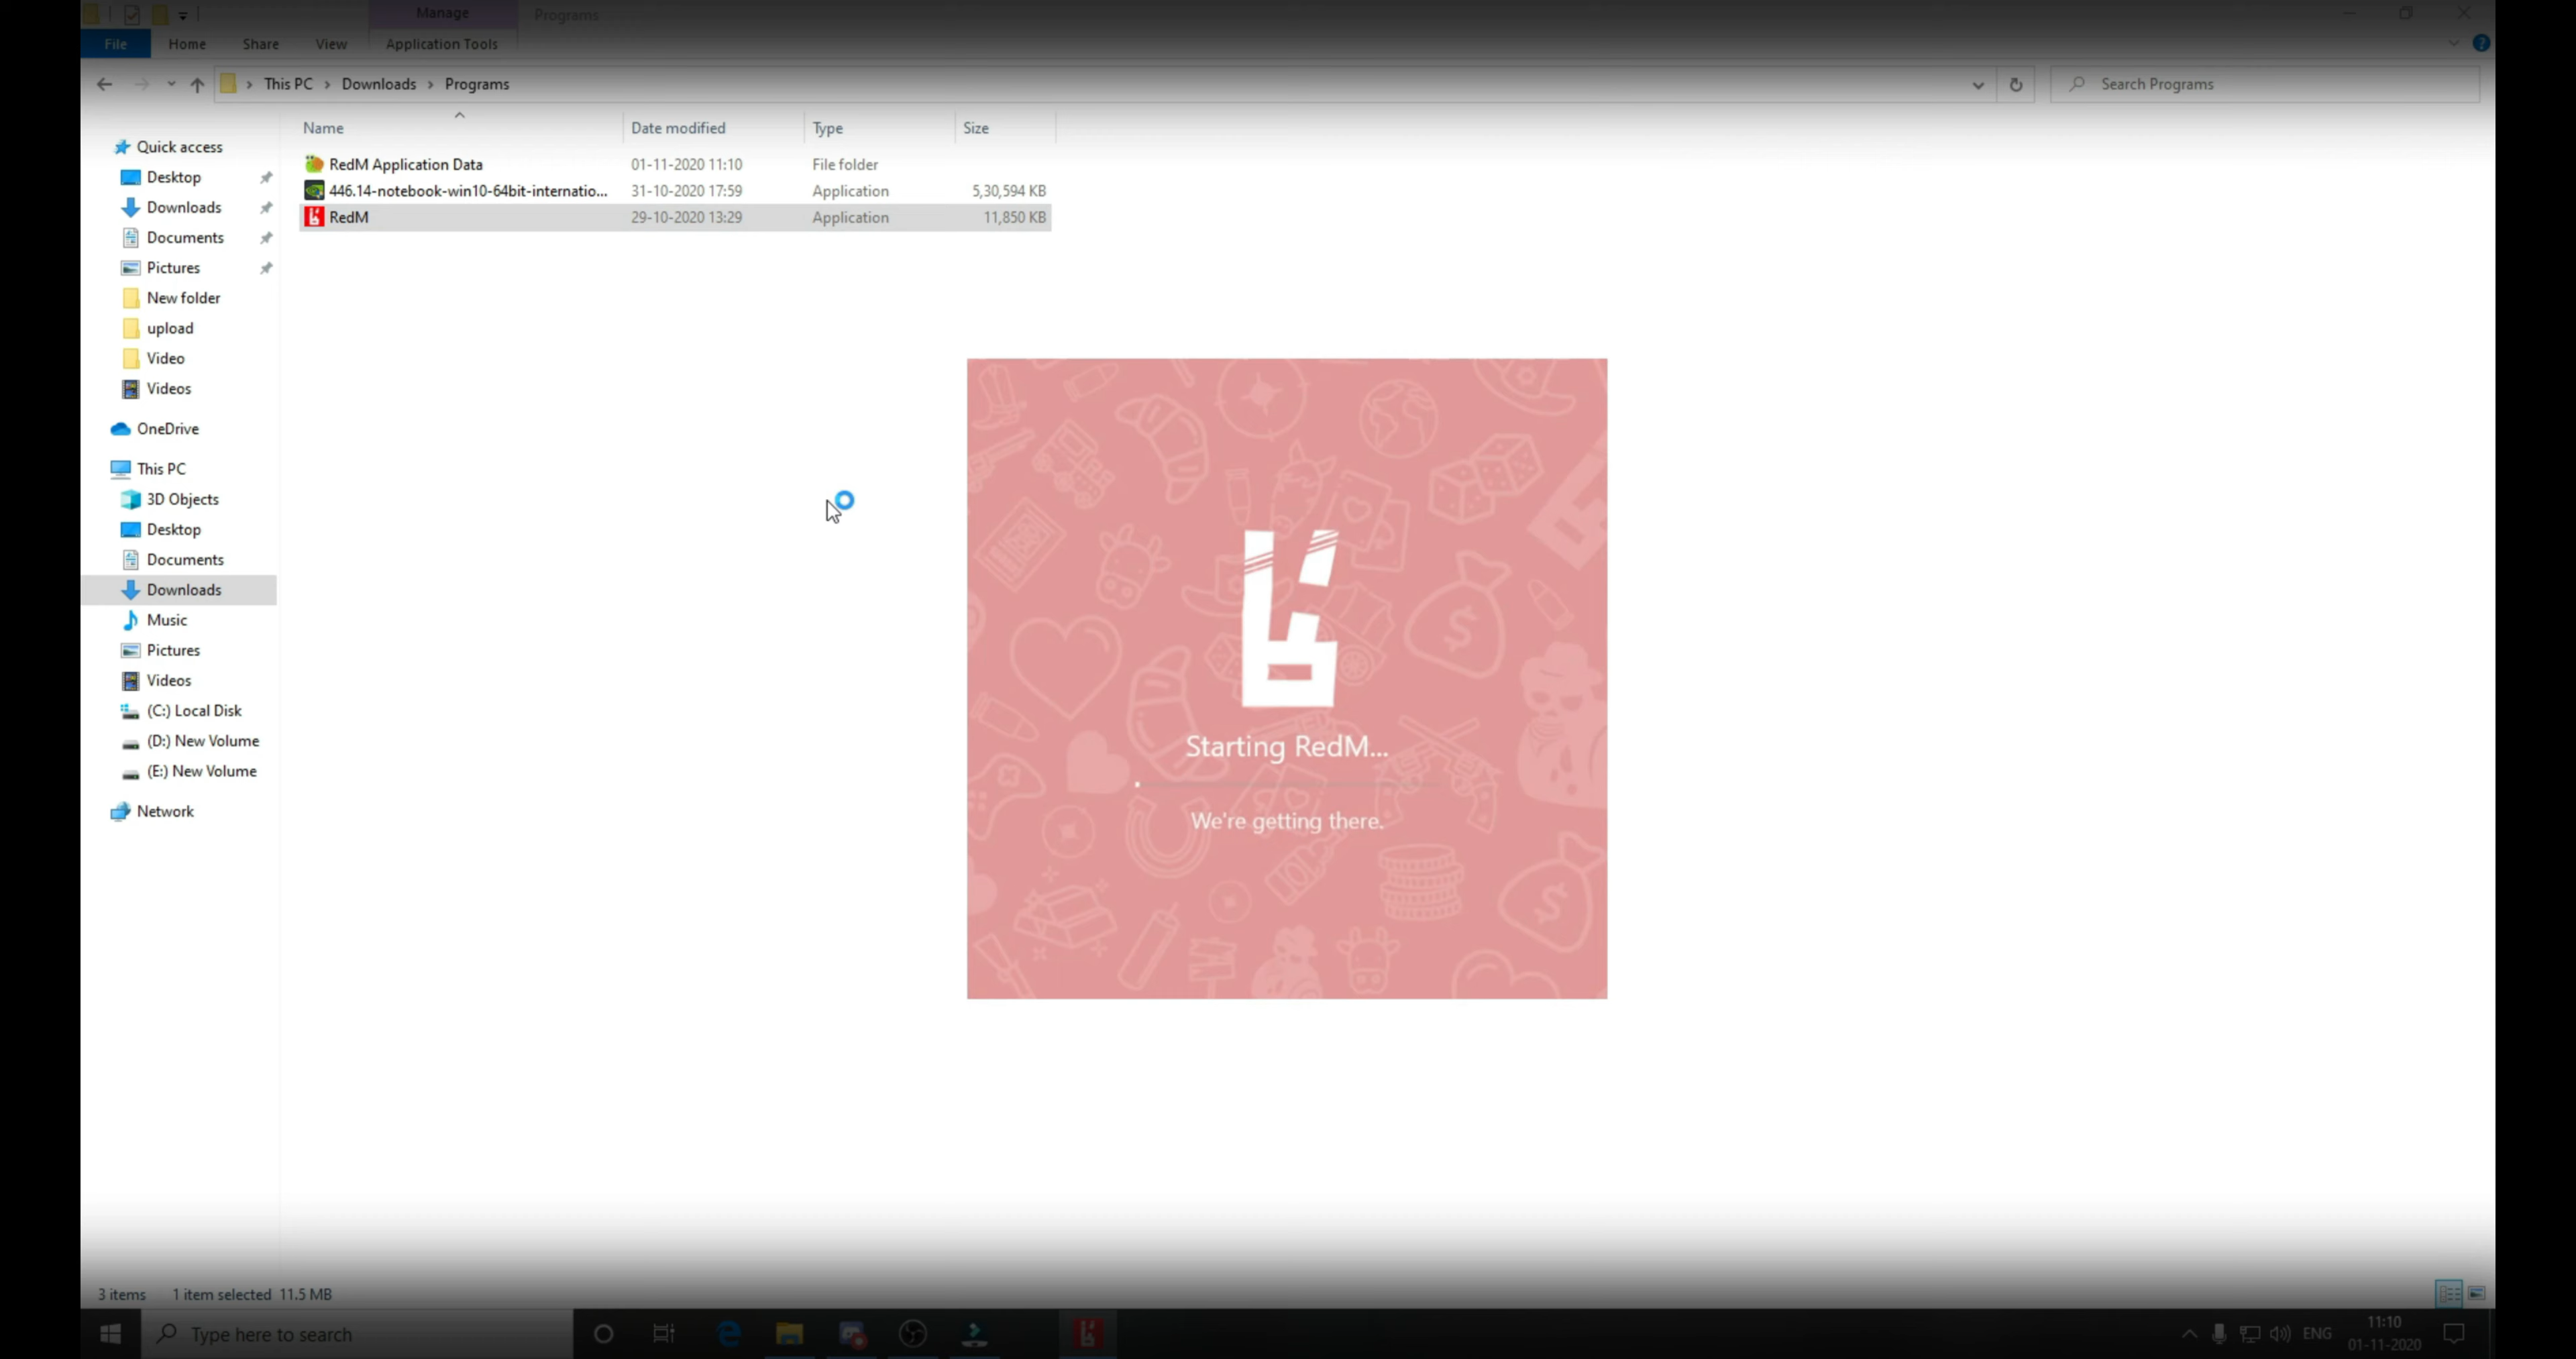 Manage
Programs
File
Home
Share
View
Application Tools
This PC
Downloads
Programs
Search Programs
Name
Date modified
Type
Size
RedM Application Data
01-11-2020 11:10
File folder
446.14-notebook-win10-64bit-internatio...
31-10-2020 17:59
Application
5,30,594 KB
RedM
29-10-2020 13:29
Application
11,850 KB
Quick access
Desktop
Downloads
Documents
Pictures
New folder
upload
Video
Videos
OneDrive
This PC
3D Objects
Desktop
Documents
Downloads
Music
Pictures
Videos
(C:) Local Disk
(D:) New Volume
(E:) New Volume
Network
Starting RedM...
We're getting there.
3 items
1 item selected 11.5 MB
Type here to search
ENG
11:10
01-11-2020